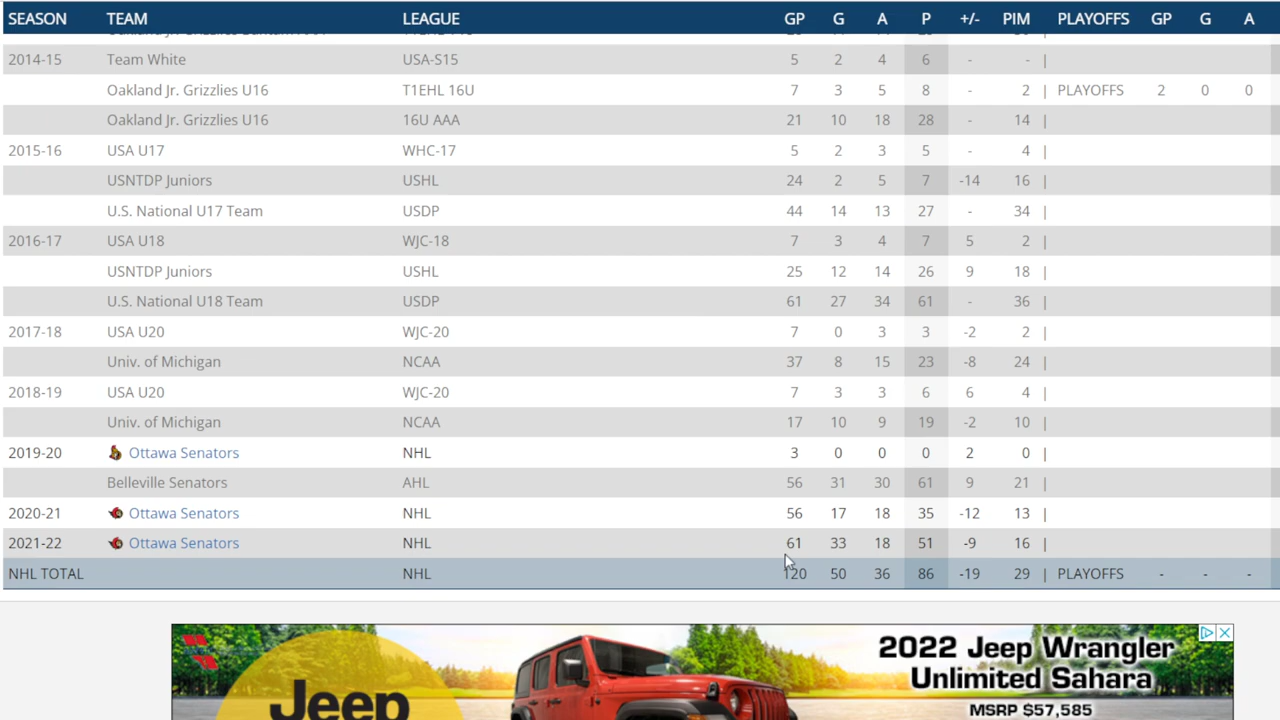 SEASON TEAM LEAGUE GP G A P +/- PIM PLAYOFFS GP G A
2014-15 Team White USA-S15 5 2 4 6 - - |
Oakland Jr. Grizzlies U16 T1EHL 16U 7 3 5 8 - 2 | PLAYOFFS 2 0 0
Oakland Jr. Grizzlies U16 16U AAA 21 10 18 28 - 14 |
2015-16 USA U17 WHC-17 5 2 3 5 - 4 |
USNTDP Juniors USHL 24 2 5 7 -14 16 |
U.S. National U17 Team USDP 44 14 13 27 - 34 |
2016-17 USA U18 WJC-18 7 3 4 7 5 2 |
USNTDP Juniors USHL 25 12 14 26 9 18 |
U.S. National U18 Team USDP 61 27 34 61 - 36 |
2017-18 USA U20 WJC-20 7 0 3 3 -2 2 |
Univ. of Michigan NCAA 37 8 15 23 -8 24 |
2018-19 USA U20 WJC-20 7 3 3 6 6 4 |
Univ. of Michigan NCAA 17 10 9 19 -2 10 |
2019-20 Ottawa Senators NHL 3 0 0 0 2 0 |
Belleville Senators AHL 56 31 30 61 9 21 |
2020-21 Ottawa Senators NHL 56 17 18 35 -12 13 |
2021-22 Ottawa Senators NHL 61 33 18 51 -9 16 |
NHL TOTAL NHL 120 50 36 86 -19 29 | PLAYOFFS - - -
2022 Jeep Wrangler
Unlimited Sahara
Jeep
MSRP $57,585